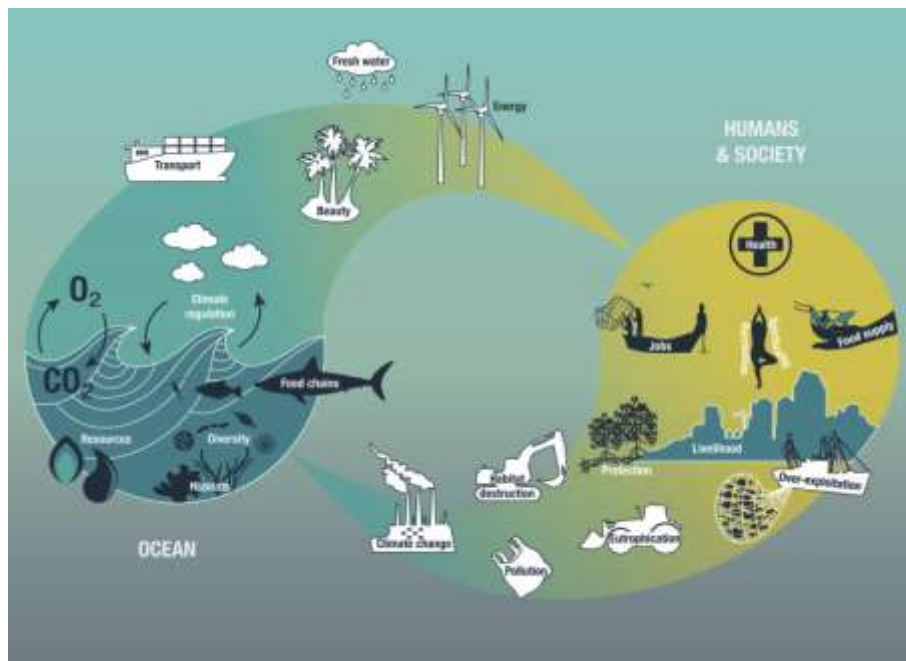 Fresh water
Energy
HUMANS
& SOCIETY
Transport
Beauty
Health
Climate
regulation
O2
Jobs
Food supply
CO2
Food chains
Resources
Diversity
Livelihood
Protection
Habitat
destruction
Over-exploitation
Climate change
Eutrophication
OCEAN
Pollution